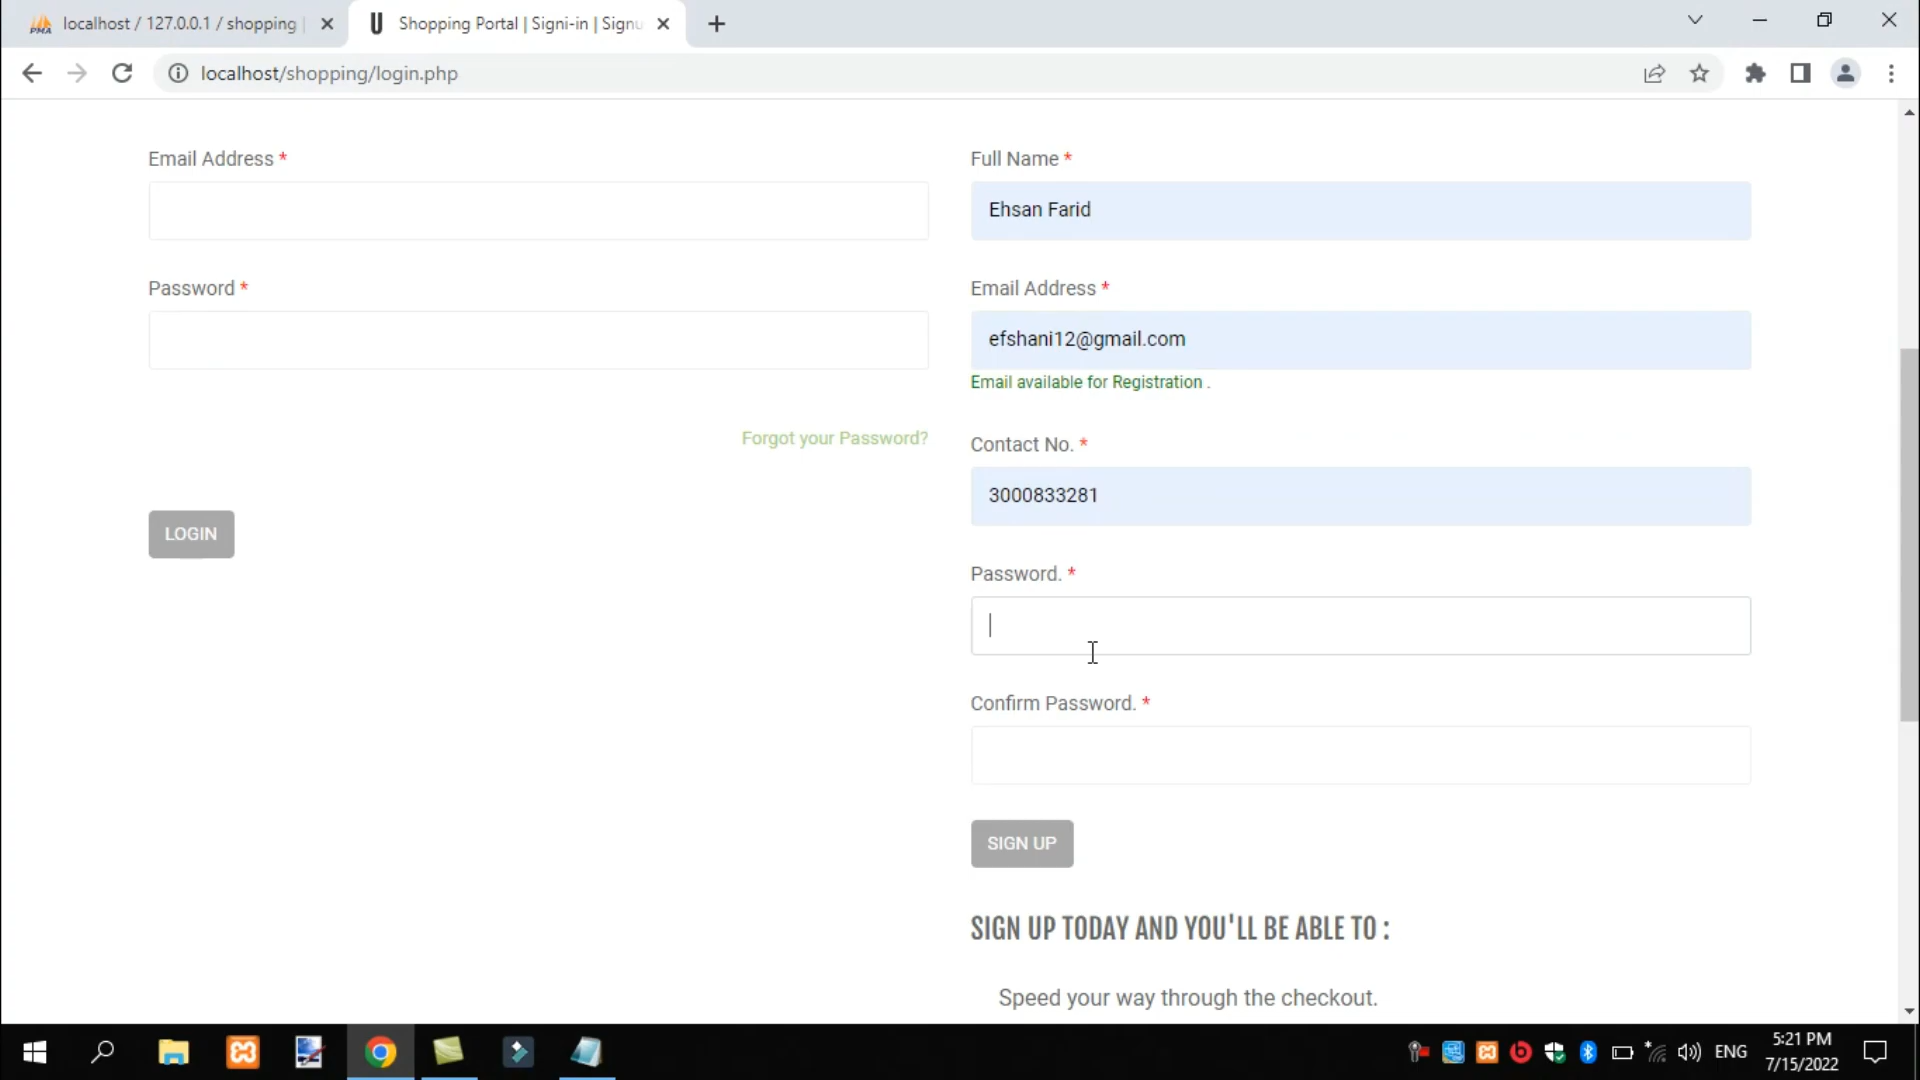 localhost / 127.0.0.1 / shopping
Shopping Portal | Signi-in | Signu
localhost/shopping/login.php
Email Address *
Password *
Forgot your Password?
LOGIN
Full Name *
Ehsan Farid
Email Address *
efshani12@gmail.com
Email available for Registration .
Contact No. *
3000833281
Password. *
Confirm Password. *
SIGN UP
SIGN UP TODAY AND YOU'LL BE ABLE TO :
Speed your way through the checkout.
ENG
5:21 PM
7/15/2022